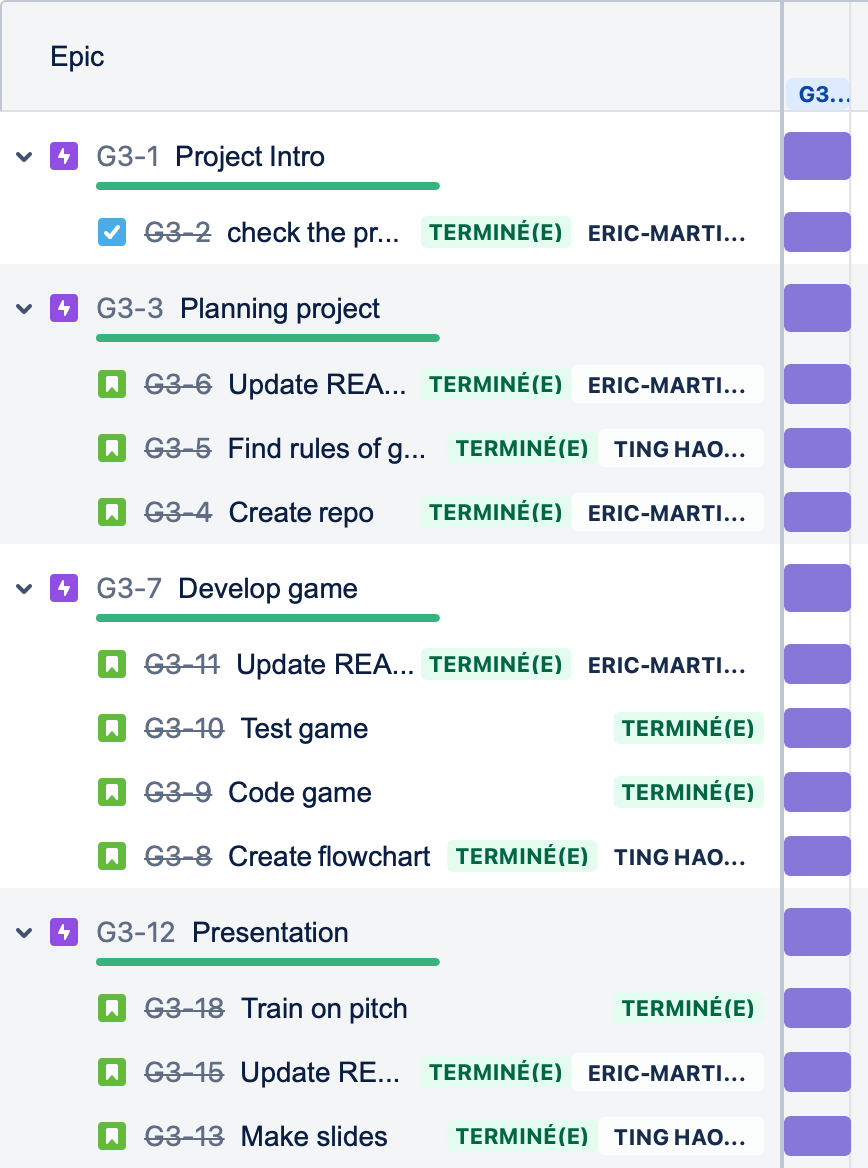 Epic
G3...
G3-1 Project Intro
G3-2 check the pr... TERMINÉ(E) ERIC-MARTI...
G3-3 Planning project
G3-6 Update REA... TERMINÉ(E) ERIC-MARTI...
G3-5 Find rules of g... TERMINÉ(E) TING HAO...
G3-4 Create repo TERMINÉ(E) ERIC-MARTI...
G3-7 Develop game
G3-11 Update REA... TERMINÉ(E) ERIC-MARTI...
G3-10 Test game TERMINÉ(E)
G3-9 Code game TERMINÉ(E)
G3-8 Create flowchart TERMINÉ(E) TING HAO...
G3-12 Presentation
G3-18 Train on pitch TERMINÉ(E)
G3-15 Update RE... TERMINÉ(E) ERIC-MARTI...
G3-13 Make slides TERMINÉ(E) TING HAO...